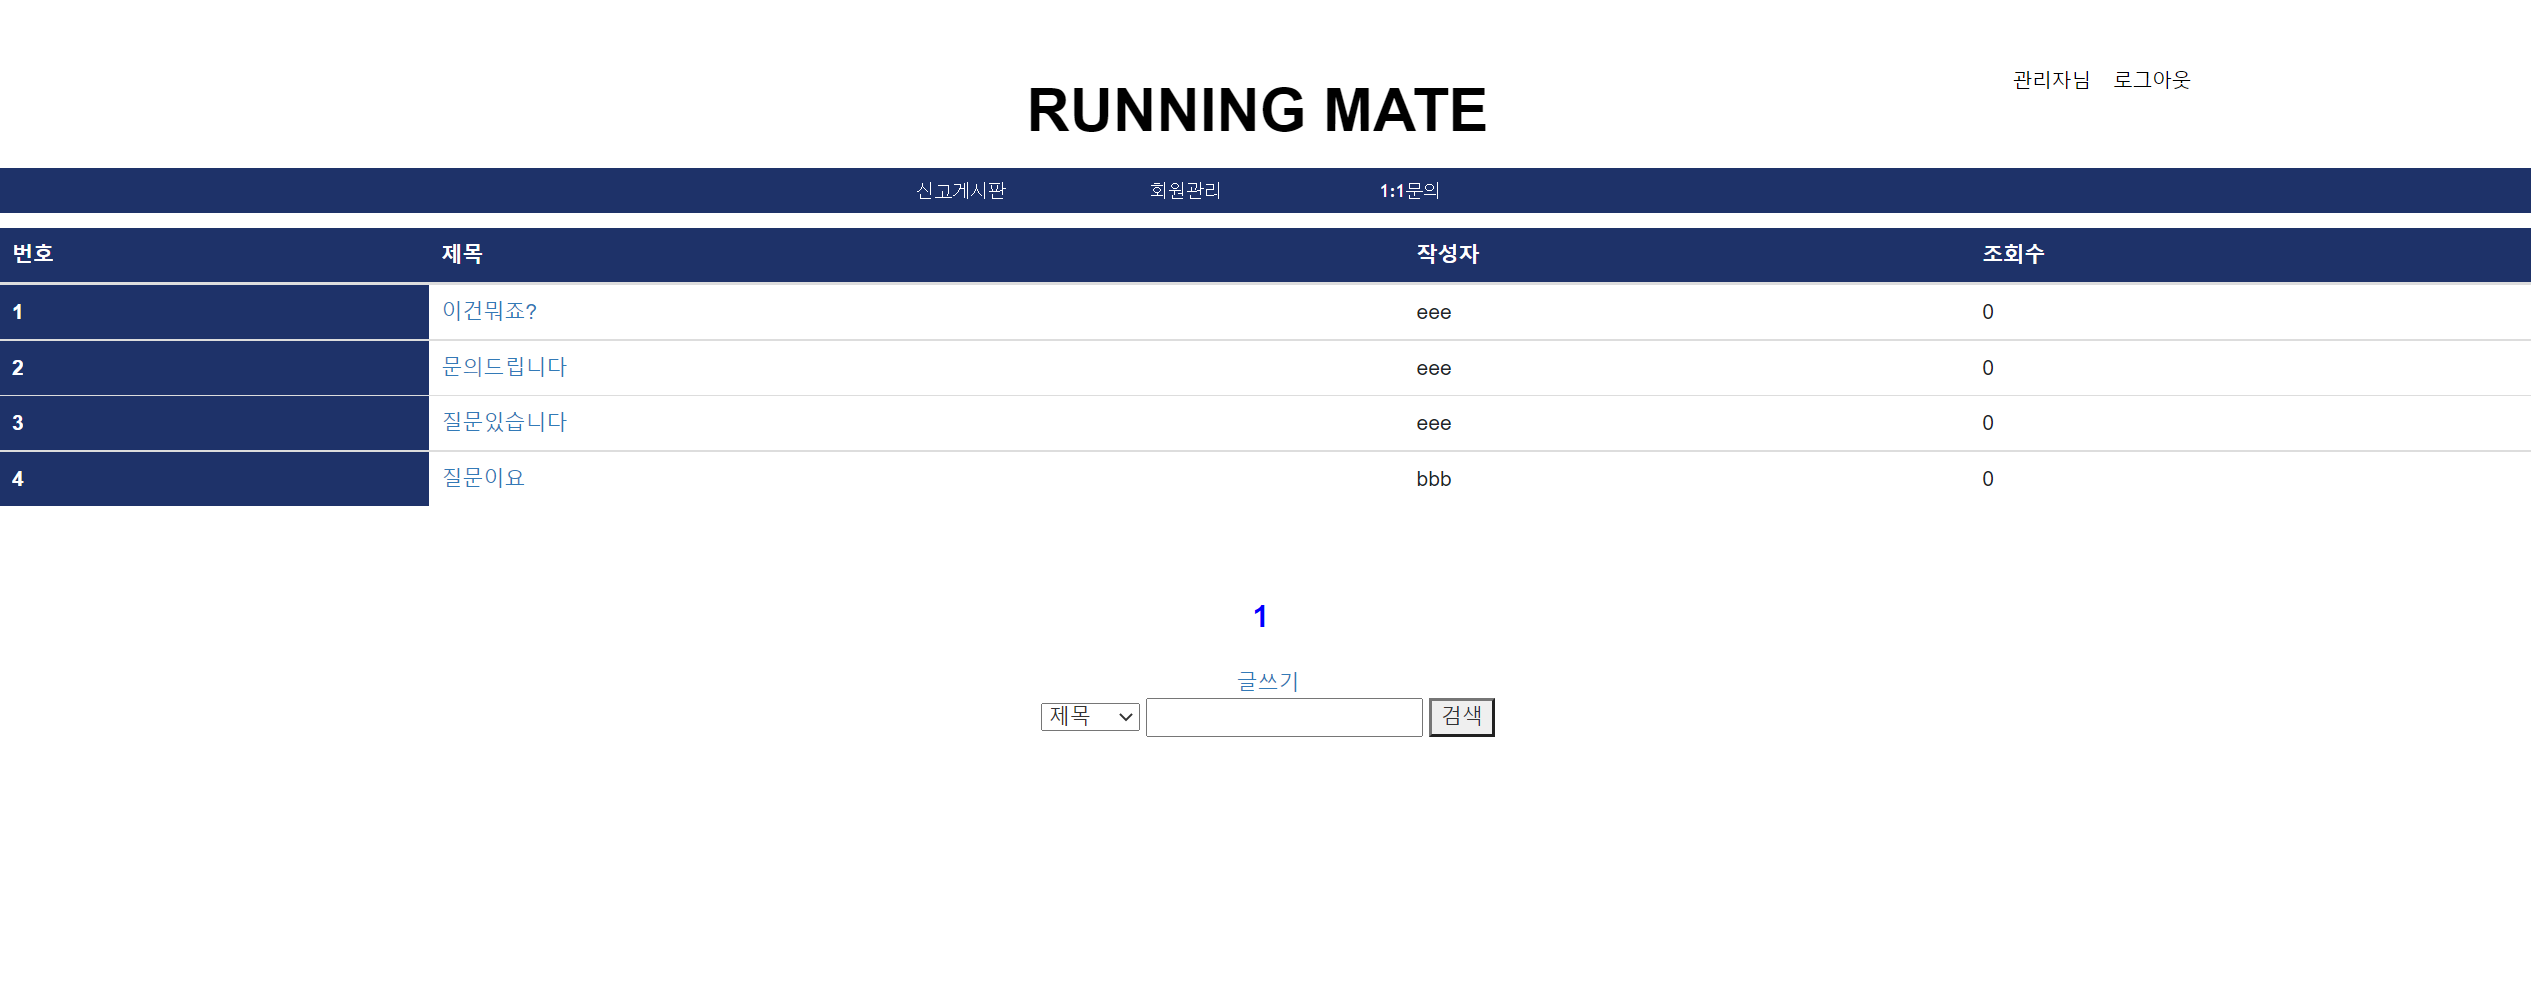 관리자님 로그아웃
RUNNING MATE
신고게시판 회원관리 1:1문의
번호 제목 작성자 조회수
1 이건뭐죠? eee 0
2 문의드립니다 eee 0
3 질문있습니다 eee 0
4 질문이요 bbb 0
1
글쓰기
제목 검색